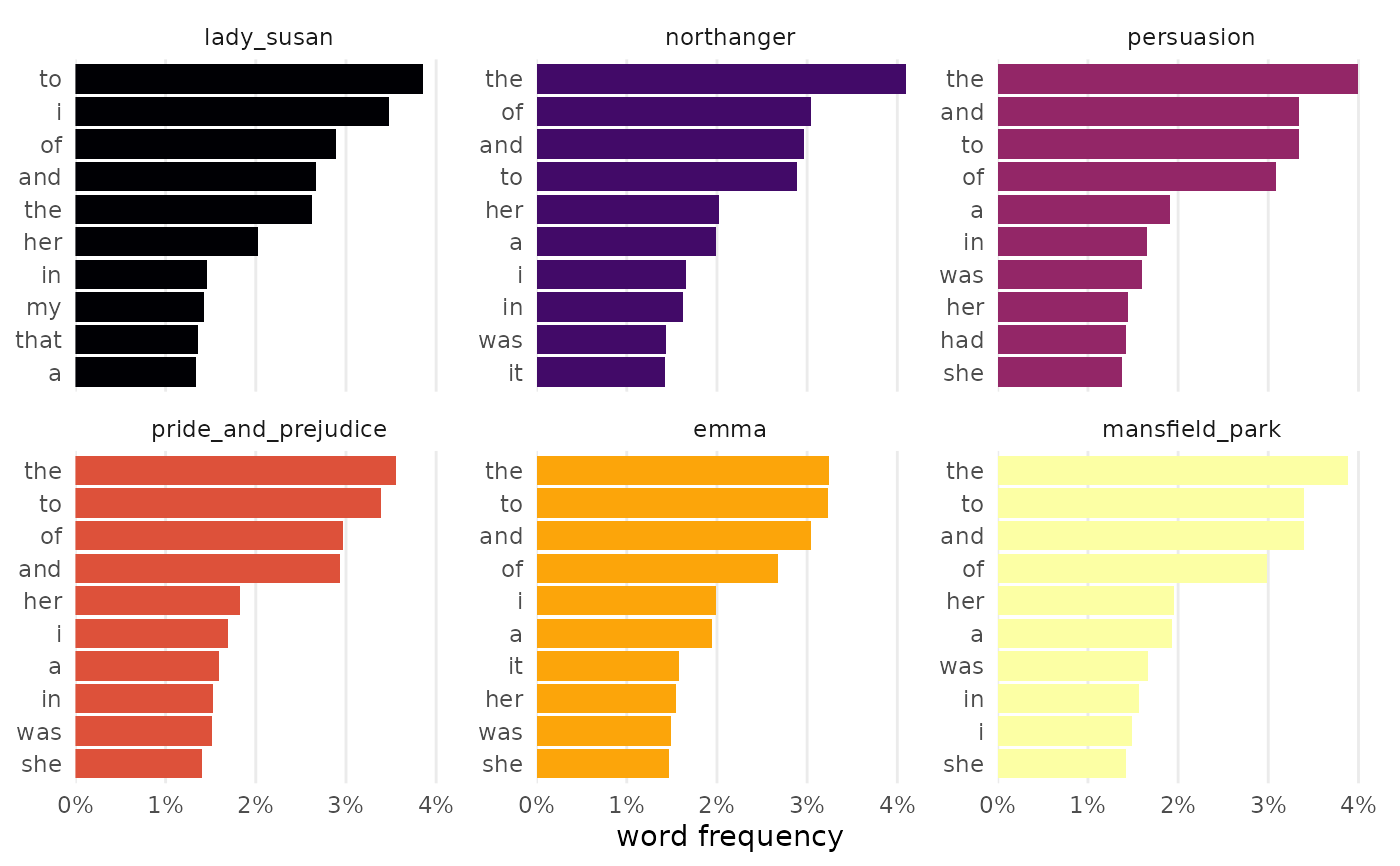 lady_susan
to
i
of
and
the
her
in
my
that
a
northanger
the
of
and
to
her
a
i
in
was
it
persuasion
the
and
to
of
a
in
was
her
had
she
pride_and_prejudice
the
to
of
and
her
i
a
in
was
she
0% 1% 2% 3% 4%
emma
the
to
and
of
i
a
it
her
was
she
0% 1% 2% 3% 4%
mansfield_park
the
to
and
of
her
a
was
in
i
she
0% 1% 2% 3% 4%
word frequency